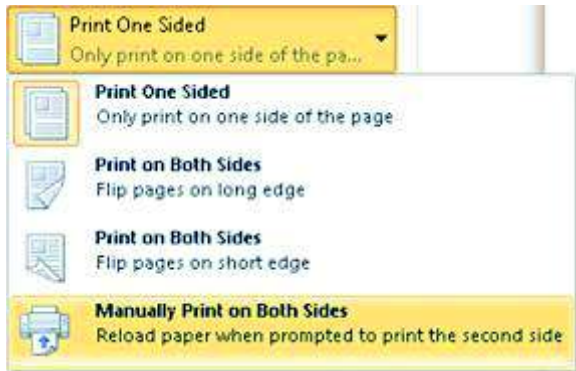 Print One Sided
Only print on one side of the pa...
Print One Sided
Only print on one side of the page
Print on Both Sides
Flip pages on long edge
Print on Both Sides
Flip pages on short edge
Manually Print on Both Sides
Reload paper when prompted to print the second side